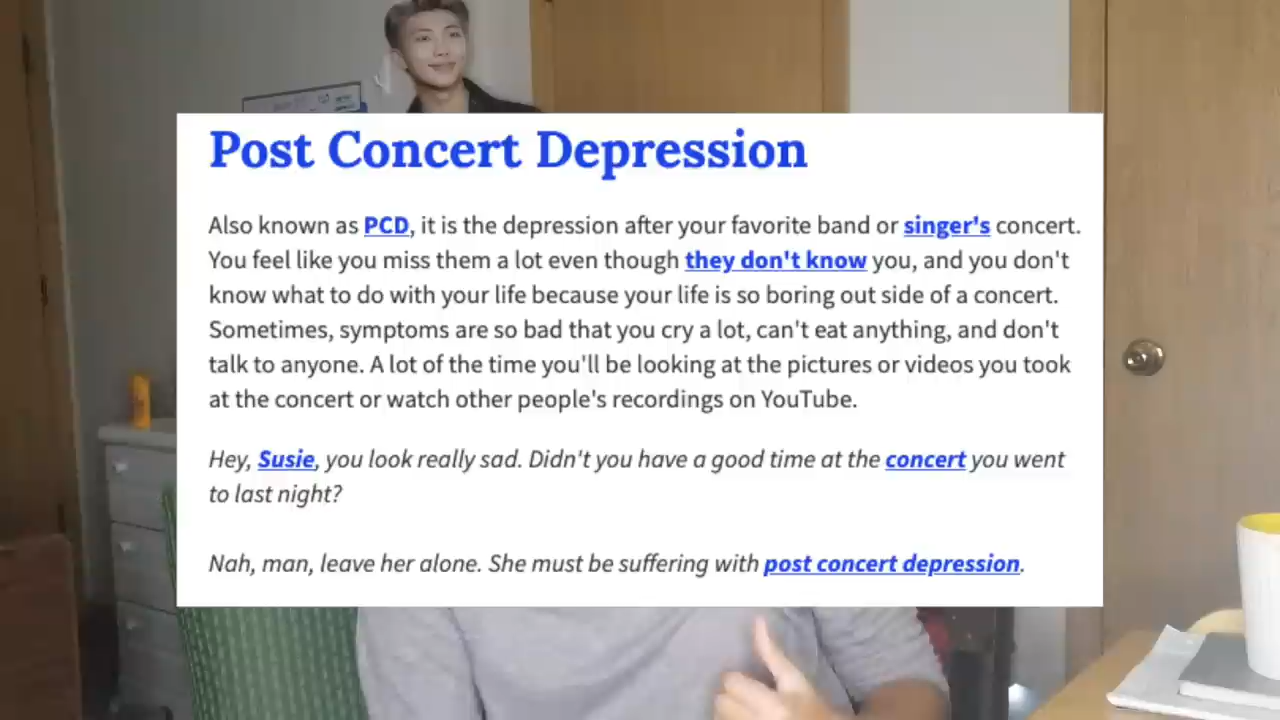 Post Concert Depression
Also known as PCD, it is the depression after your favorite band or singer's concert.
You feel like you miss them a lot even though they don't know you, and you don't
know what to do with your life because your life is so boring out side of a concert.
Sometimes, symptoms are so bad that you cry a lot, can't eat anything, and don't
talk to anyone. A lot of the time you'll be looking at the pictures or videos you took
at the concert or watch other people's recordings on YouTube.
Hey, Susie, you look really sad. Didn't you have a good time at the concert you went
to last night?
Nah, man, leave her alone. She must be suffering with post concert depression.